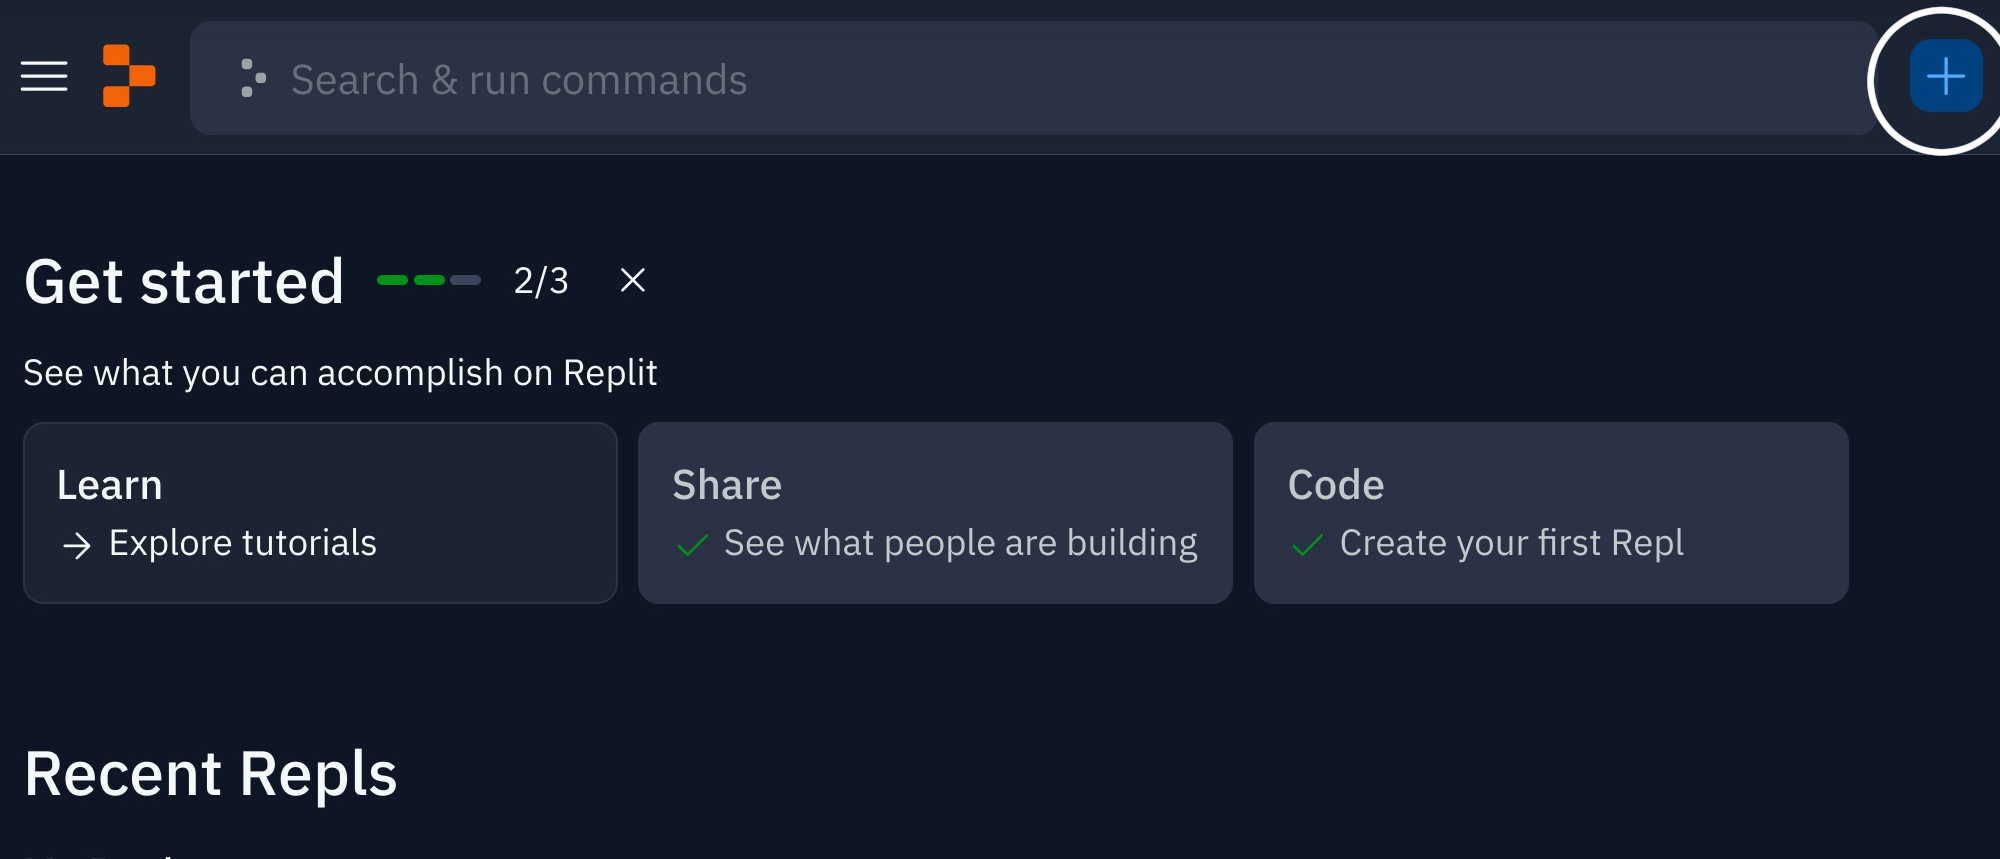 Search & run commands
Get started 2/3
See what you can accomplish on Replit
Learn
Explore tutorials
Share
See what people are building
Code
Create your first Repl
Recent Repls